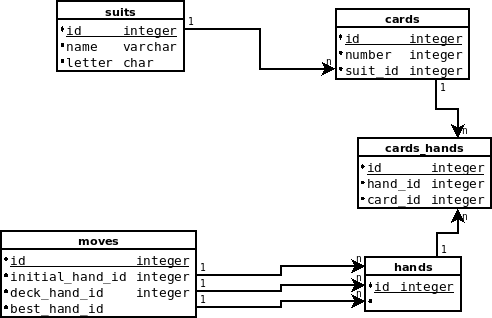 suits
id integer
name varchar
letter char
cards
id integer
number integer
suit_id integer
1
n
1
n
cards_hands
id integer
hand_id integer
card_id integer
n
1
moves
id integer
initial_hand_id integer
deck_hand_id integer
best_hand_id
1
n
1
n
1
n
hands
id integer